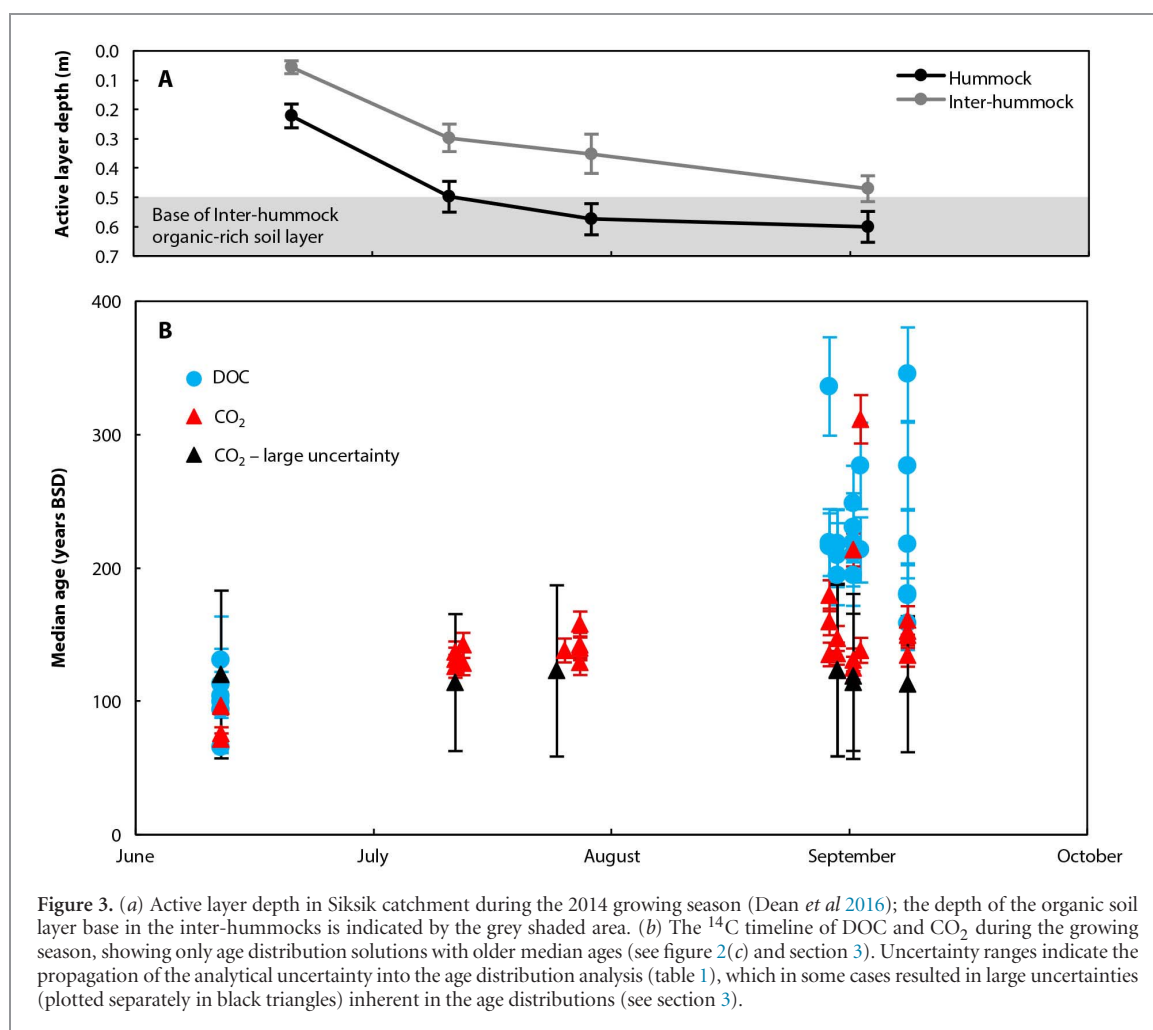 A
Active layer depth (m)
0.0
0.1
0.2
0.3
0.4
0.5
0.6
0.7
Hummock
Inter-hummock
Base of Inter-hummock
organic-rich soil layer
B
Median age (years BSD)
400
300
200
100
0
DOC
CO₂
CO₂ – large uncertainty
June
July
August
September
October
Figure 3. (a) Active layer depth in Siksik catchment during the 2014 growing season (Dean et al 2016); the depth of the organic soil
layer base in the inter-hummocks is indicated by the grey shaded area. (b) The ¹⁴C timeline of DOC and CO₂ during the growing
season, showing only age distribution solutions with older median ages (see figure 2(c) and section 3). Uncertainty ranges indicate the
propagation of the analytical uncertainty into the age distribution analysis (table 1), which in some cases resulted in large uncertainties
(plotted separately in black triangles) inherent in the age distributions (see section 3).